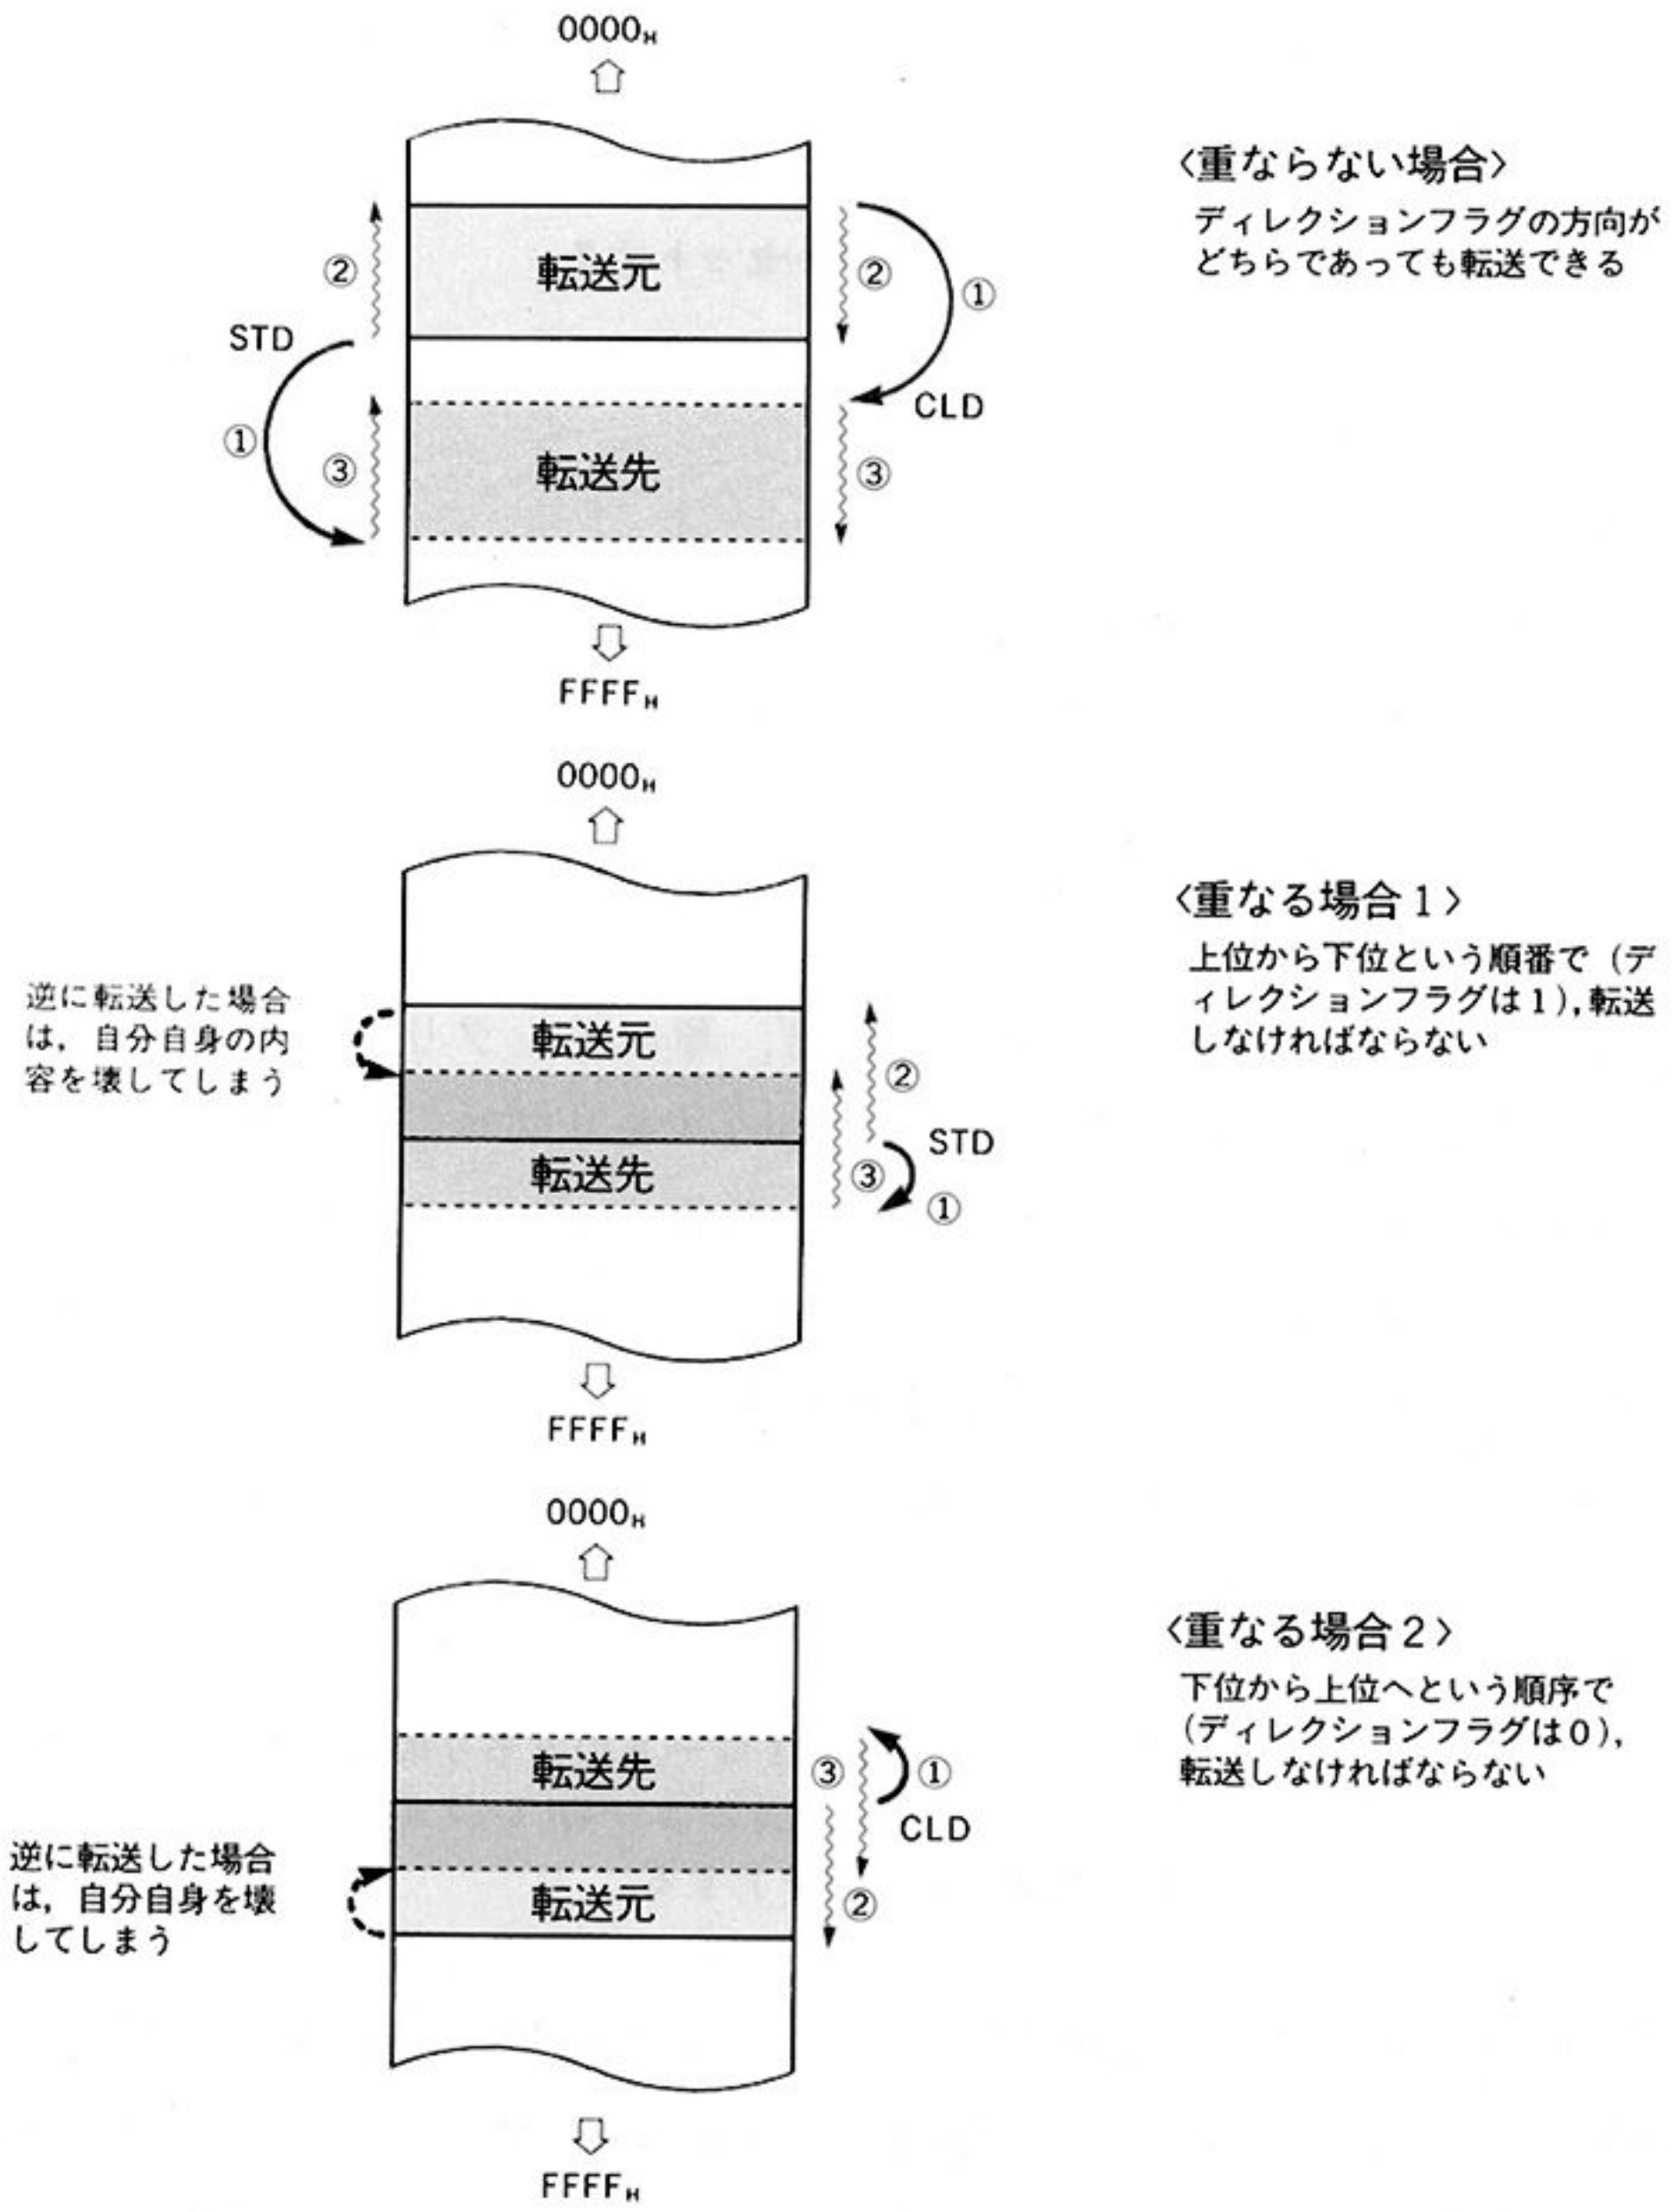 0000H
〈重ならない場合〉
ディレクションフラグの方向が
どちらであっても転送できる
②
転送元
②
①
STD
CLD
①
③
転送先
③
FFFFH
0000H
〈重なる場合1〉
上位から下位という順番で（デ
ィレクションフラグは1），転送
しなければならない
逆に転送した場合
は，自分自身の内
容を壊してしまう
転送元
②
STD
転送先
③
①
FFFFH
0000H
〈重なる場合2〉
下位から上位へという順序で
（ディレクションフラグは0），
転送しなければならない
転送先
③
①
CLD
逆に転送した場合
は，自分自身を壊
してしまう
転送元
②
FFFFH